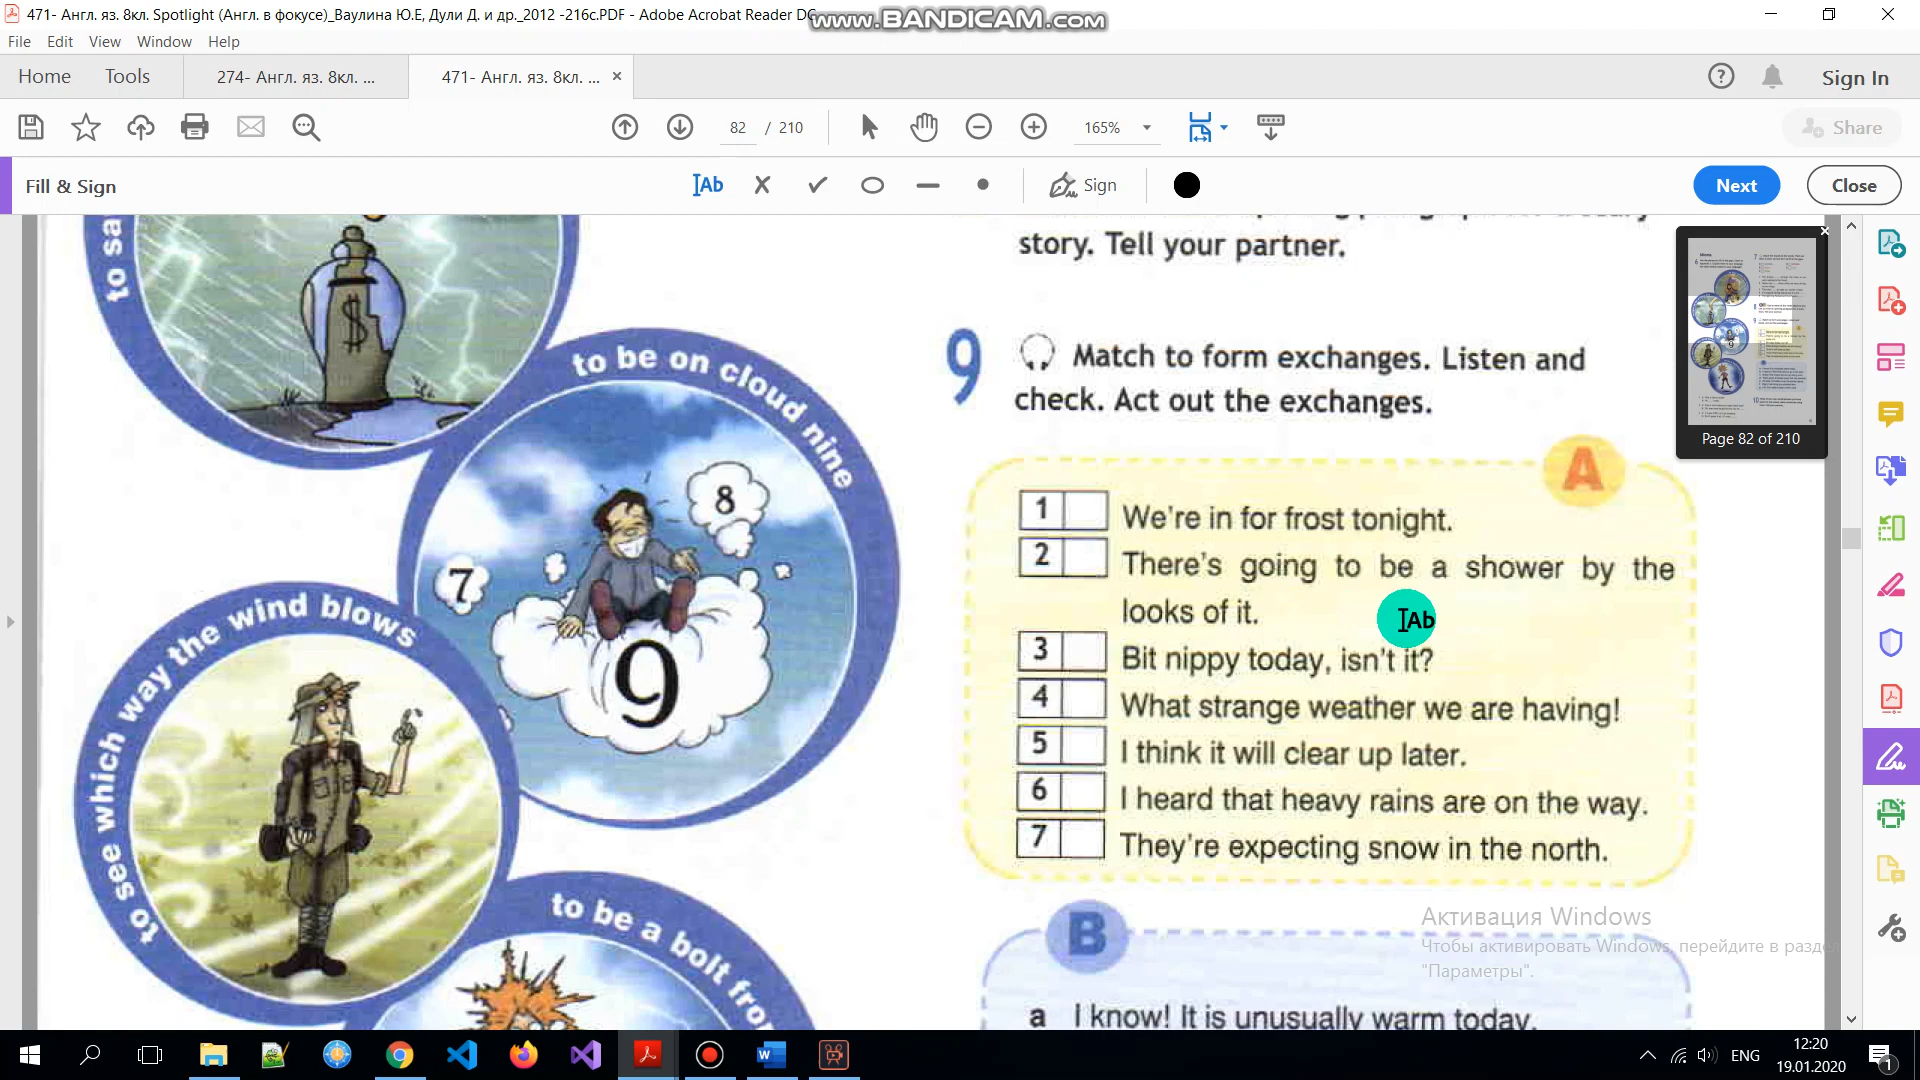 471- Англ. яз. 8кл. Spotlight (Англ. в фокусе)_Ваулина Ю.Е, Дули Д. и др._2012 -216с.PDF - Adobe Acrobat Reader DC
www.BANDICAM.com
File Edit View Window Help
Home Tools 274- Англ. яз. 8кл. ... 471- Англ. яз. 8кл. ... Sign In
82 / 210 165% Share
Fill & Sign Ab Sign Next Close
story. Tell your partner.
to sa
$
9 Match to form exchanges. Listen and
check. Act out the exchanges.
Page 82 of 210
to be on cloud nine
7
8
9
A
1 We're in for frost tonight.
2 There's going to be a shower by the
looks of it.
Ab
3 Bit nippy today, isn't it?
4 What strange weather we are having!
5 I think it will clear up later.
6 I heard that heavy rains are on the way.
7 They're expecting snow in the north.
to see which way the wind blows
to be a bolt from
B
a I know! It is unusually warm today.
Активация Windows
Чтобы активировать Windows, перейдите в раздел
"Параметры".
ENG
12:20
19.01.2020
1